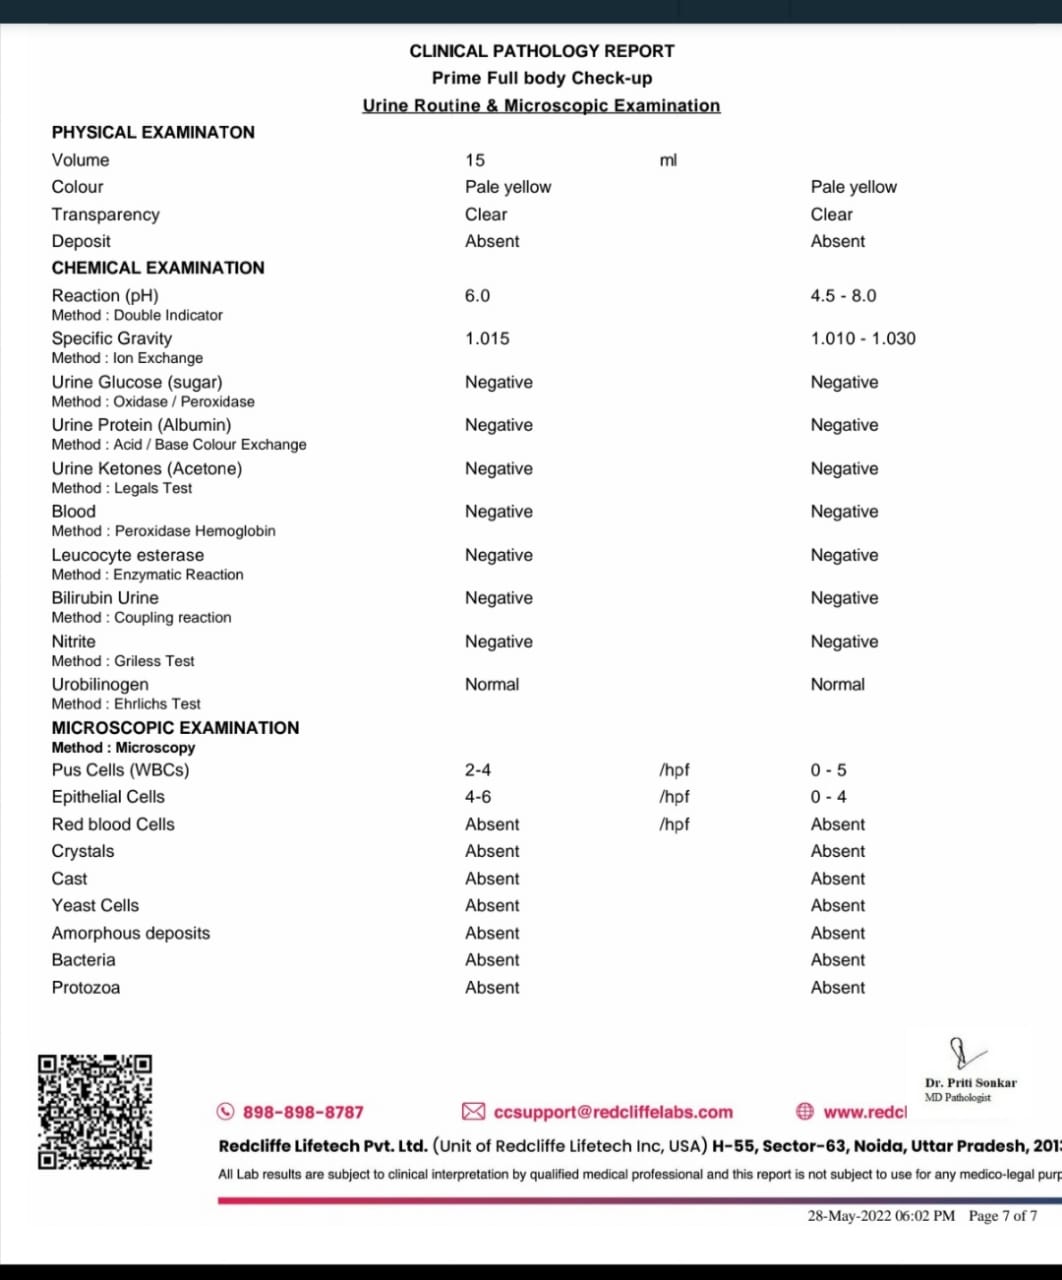 CLINICAL PATHOLOGY REPORT
Prime Full body Check-up
Urine Routine & Microscopic Examination
PHYSICAL EXAMINATON
Volume 15 ml
Colour Pale yellow Pale yellow
Transparency Clear Clear
Deposit Absent Absent
CHEMICAL EXAMINATION
Reaction (pH) 6.0 4.5 - 8.0
Method : Double Indicator
Specific Gravity 1.015 1.010 - 1.030
Method : Ion Exchange
Urine Glucose (sugar) Negative Negative
Method : Oxidase / Peroxidase
Urine Protein (Albumin) Negative Negative
Method : Acid / Base Colour Exchange
Urine Ketones (Acetone) Negative Negative
Method : Legals Test
Blood Negative Negative
Method : Peroxidase Hemoglobin
Leucocyte esterase Negative Negative
Method : Enzymatic Reaction
Bilirubin Urine Negative Negative
Method : Coupling reaction
Nitrite Negative Negative
Method : Griless Test
Urobilinogen Normal Normal
Method : Ehrlichs Test
MICROSCOPIC EXAMINATION
Method : Microscopy
Pus Cells (WBCs) 2-4 /hpf 0 - 5
Epithelial Cells 4-6 /hpf 0 - 4
Red blood Cells Absent /hpf Absent
Crystals Absent Absent
Cast Absent Absent
Yeast Cells Absent Absent
Amorphous deposits Absent Absent
Bacteria Absent Absent
Protozoa Absent Absent
Dr. Priti Sonkar
MD Pathologist
898-898-8787 ccsupport@redcliffelabs.com www.redcl
Redcliffe Lifetech Pvt. Ltd. (Unit of Redcliffe Lifetech Inc, USA) H-55, Sector-63, Noida, Uttar Pradesh, 201
All Lab results are subject to clinical interpretation by qualified medical professional and this report is not subject to use for any medico-legal purp
28-May-2022 06:02 PM Page 7 of 7